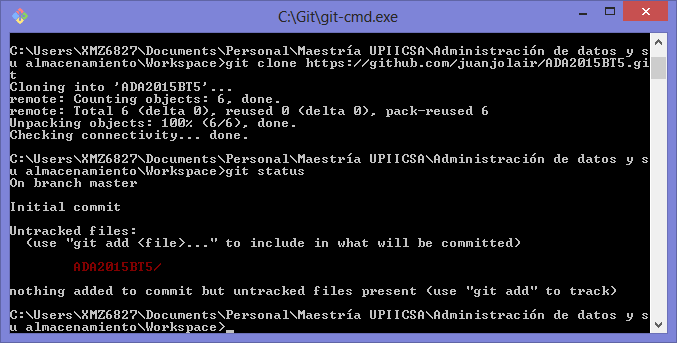 C:\Git\git-cmd.exe
C:\Users\XMZ6827\Documents\Personal\Maestría UPIICSA\Administración de datos y s
u almacenamiento\Workspace>git clone https://github.com/juanjolair/ADA2015BT5.gi
t
Cloning into 'ADA2015BT5'...
remote: Counting objects: 6, done.
remote: Total 6 (delta 0), reused 0 (delta 0), pack-reused 6
Unpacking objects: 100% (6/6), done.
Checking connectivity... done.
C:\Users\XMZ6827\Documents\Personal\Maestría UPIICSA\Administración de datos y s
u almacenamiento\Workspace>git status
On branch master
Initial commit
Untracked files:
  (use "git add <file>..." to include in what will be committed)
        ADA2015BT5/
nothing added to commit but untracked files present (use "git add" to track)
C:\Users\XMZ6827\Documents\Personal\Maestría UPIICSA\Administración de datos y s
u almacenamiento\Workspace>_